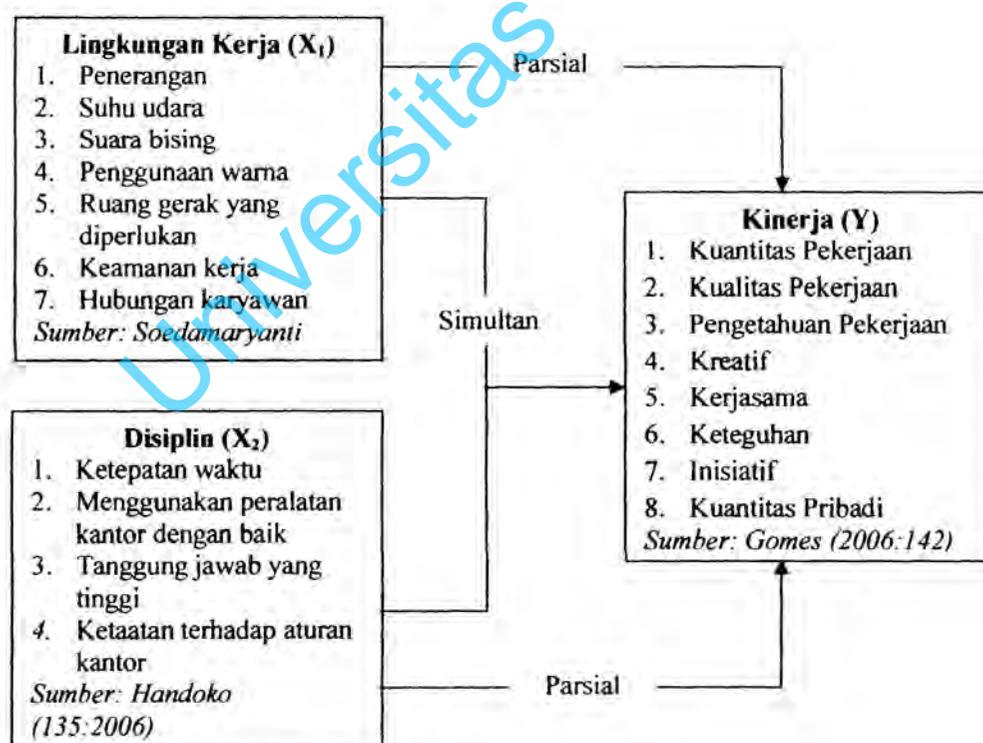 Lingkungan Kerja (X₁)
1. Penerangan
2. Suhu udara
3. Suara bising
4. Penggunaan warna
5. Ruang gerak yang
diperlukan
6. Keamanan kerja
7. Hubungan karyawan
Sumber: Soedamaryanti
Disiplin (X₂)
1. Ketepatan waktu
2. Menggunakan peralatan
kantor dengan baik
3. Tanggung jawab yang
tinggi
4. Ketaatan terhadap aturan
kantor
Sumber: Handoko
(135:2006)
Parsial
Simultan
Parsial
Kinerja (Y)
1. Kuantitas Pekerjaan
2. Kualitas Pekerjaan
3. Pengetahuan Pekerjaan
4. Kreatif
5. Kerjasama
6. Keteguhan
7. Inisiatif
8. Kuantitas Pribadi
Sumber: Gomes (2006:142)
Universitas